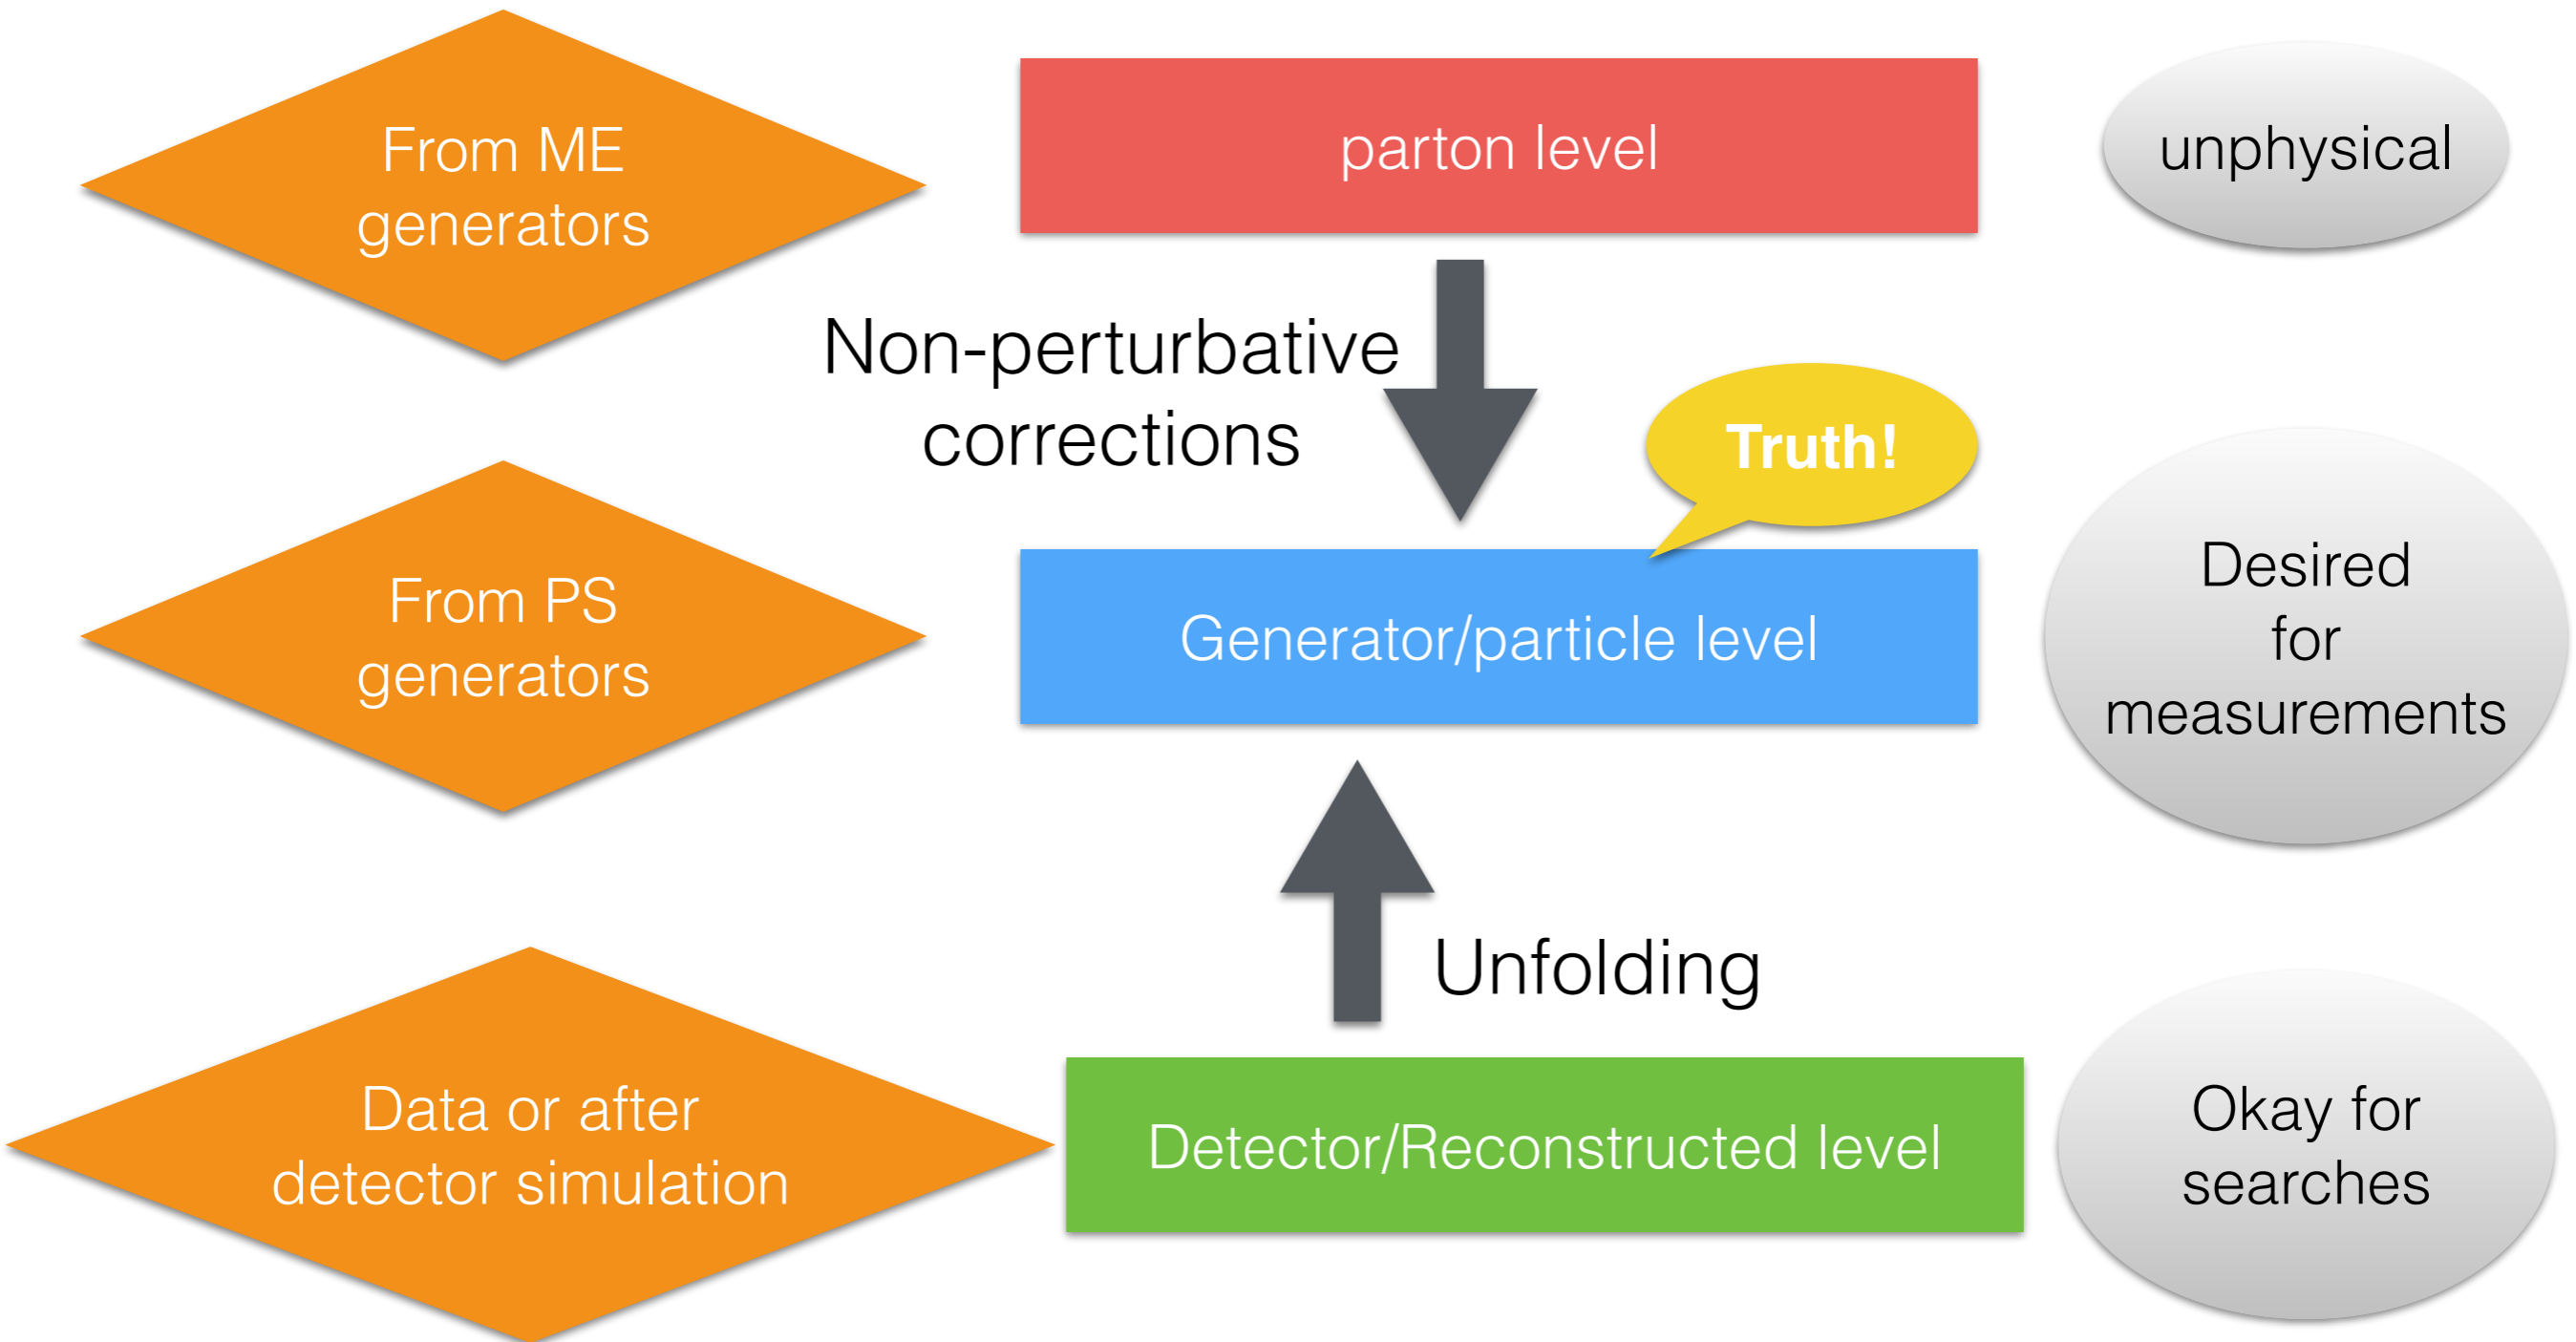 From ME
generators
parton level
unphysical
Non-perturbative
corrections
Truth!
From PS
generators
Generator/particle level
Desired
for
measurements
Unfolding
Data or after
detector simulation
Detector/Reconstructed level
Okay for
searches